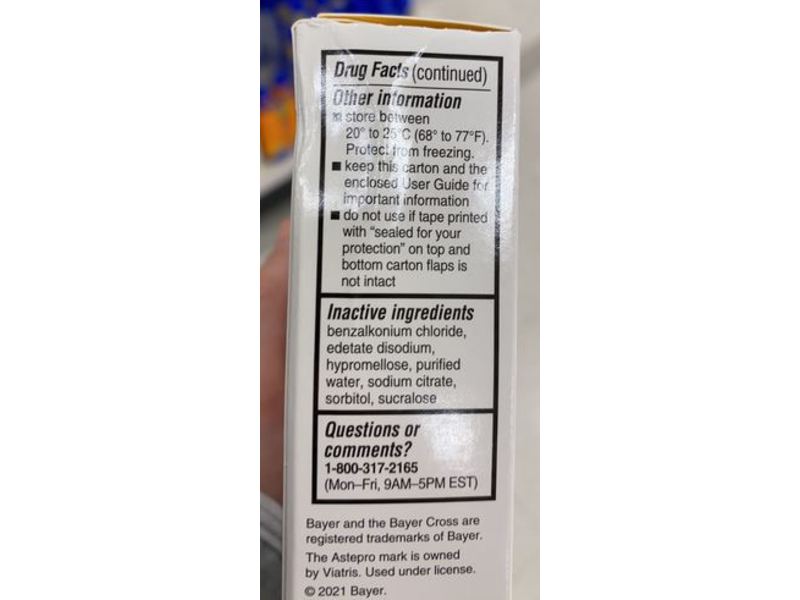 Drug Facts (continued)
Other information
■ store between
20° to 25°C (68° to 77°F).
Protect from freezing.
■ keep this carton and the
enclosed User Guide for
important information
■ do not use if tape printed
with “sealed for your
protection” on top and
bottom carton flaps is
not intact
Inactive ingredients
benzalkonium chloride,
edetate disodium,
hypromellose, purified
water, sodium citrate,
sorbitol, sucralose
Questions or
comments?
1-800-317-2165
(Mon–Fri, 9AM–5PM EST)
Bayer and the Bayer Cross are
registered trademarks of Bayer.
The Astepro mark is owned
by Viatris. Used under license.
© 2021 Bayer.